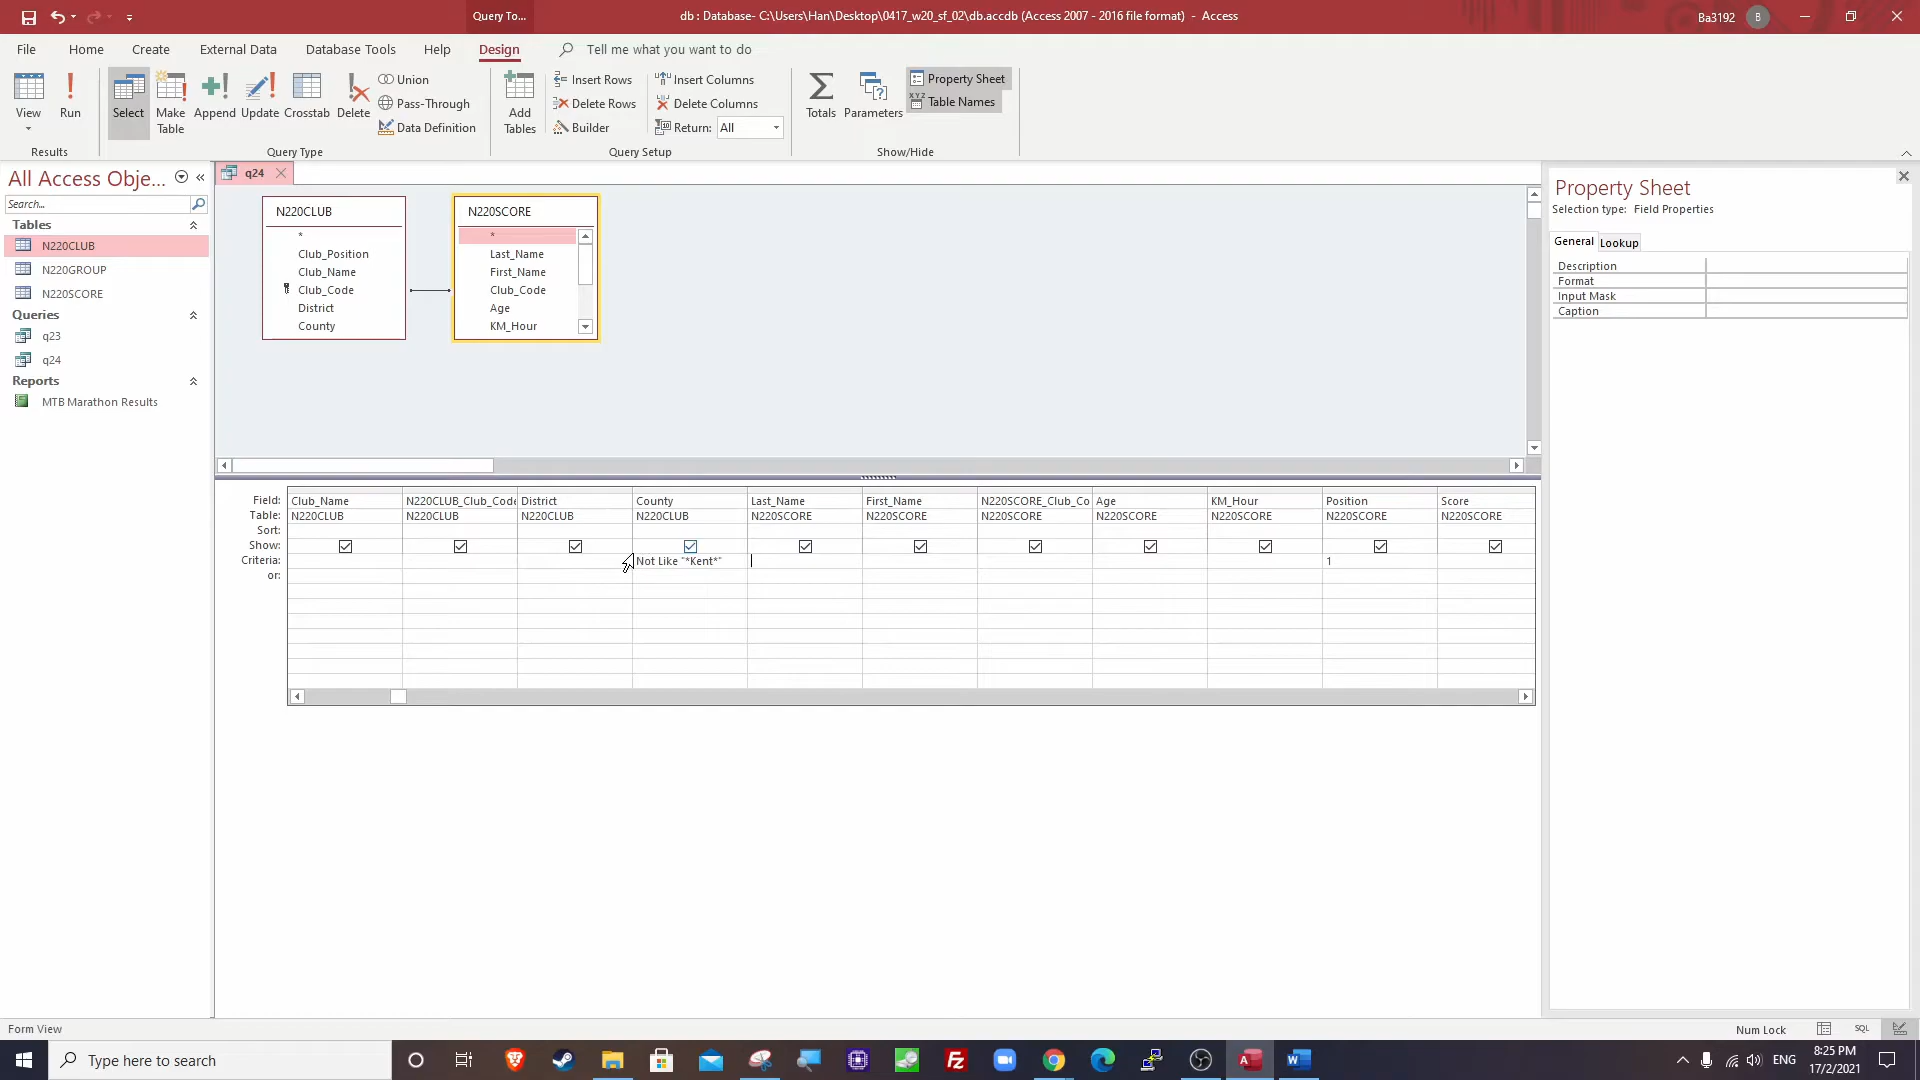 Query To...
db : Database- C:\Users\Han\Desktop\0417_w20_sf_02\db.accdb (Access 2007 - 2016 file format) - Access
Ba3192
B
File
Home
Create
External Data
Database Tools
Help
Design
Tell me what you want to do
View
Run
Select
Make Table
Append
Update
Crosstab
Delete
Union
Pass-Through
Data Definition
Add Tables
Insert Rows
Delete Rows
Builder
Insert Columns
Delete Columns
Return: All
Totals
Parameters
Property Sheet
XYZ Table Names
Results
Query Type
Query Setup
Show/Hide
All Access Obje...
Search...
Tables
N220CLUB
N220GROUP
N220SCORE
Queries
q23
q24
Reports
MTB Marathon Results
q24
N220CLUB
*
Club_Position
Club_Name
Club_Code
District
County
N220SCORE
*
Last_Name
First_Name
Club_Code
Age
KM_Hour
Field: Club_Name N220CLUB_Club_Code District County Last_Name First_Name N220SCORE_Club_Co Age KM_Hour Position Score
Table: N220CLUB N220CLUB N220CLUB N220CLUB N220SCORE N220SCORE N220SCORE N220SCORE N220SCORE N220SCORE N220SCORE
Sort:
Show:
Criteria: Not Like "*Kent*" 1
or:
Property Sheet
Selection type: Field Properties
General
Lookup
Description
Format
Input Mask
Caption
Form View
Num Lock
SQL
Type here to search
ENG
8:25 PM
17/2/2021